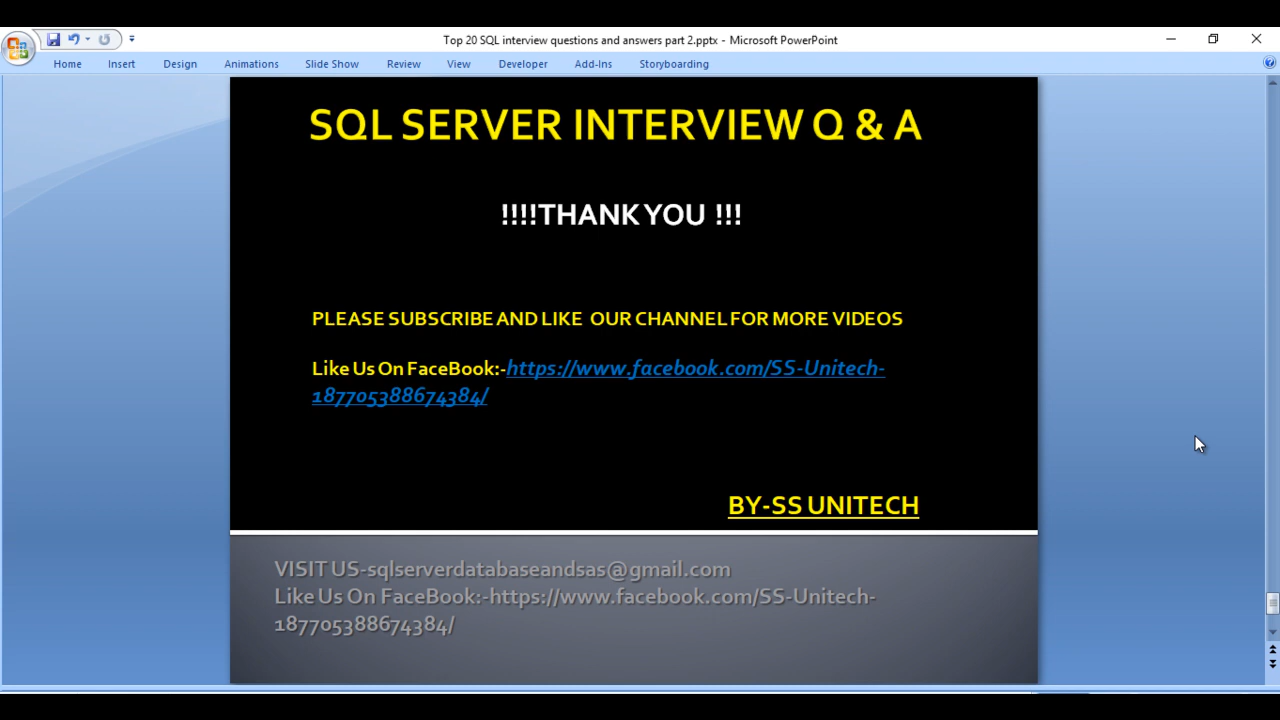 Top 20 SQL interview questions and answers part 2.pptx - Microsoft PowerPoint
Home Insert Design Animations Slide Show Review View Developer Add-Ins Storyboarding
SQL SERVER INTERVIEW Q & A
!!!!THANK YOU !!!
PLEASE SUBSCRIBE AND LIKE OUR CHANNEL FOR MORE VIDEOS
Like Us On FaceBook:-https://www.facebook.com/SS-Unitech-
187705388674384/
BY-SS UNITECH
VISIT US-sqlserverdatabaseandsas@gmail.com
Like Us On FaceBook:-https://www.facebook.com/SS-Unitech-
187705388674384/